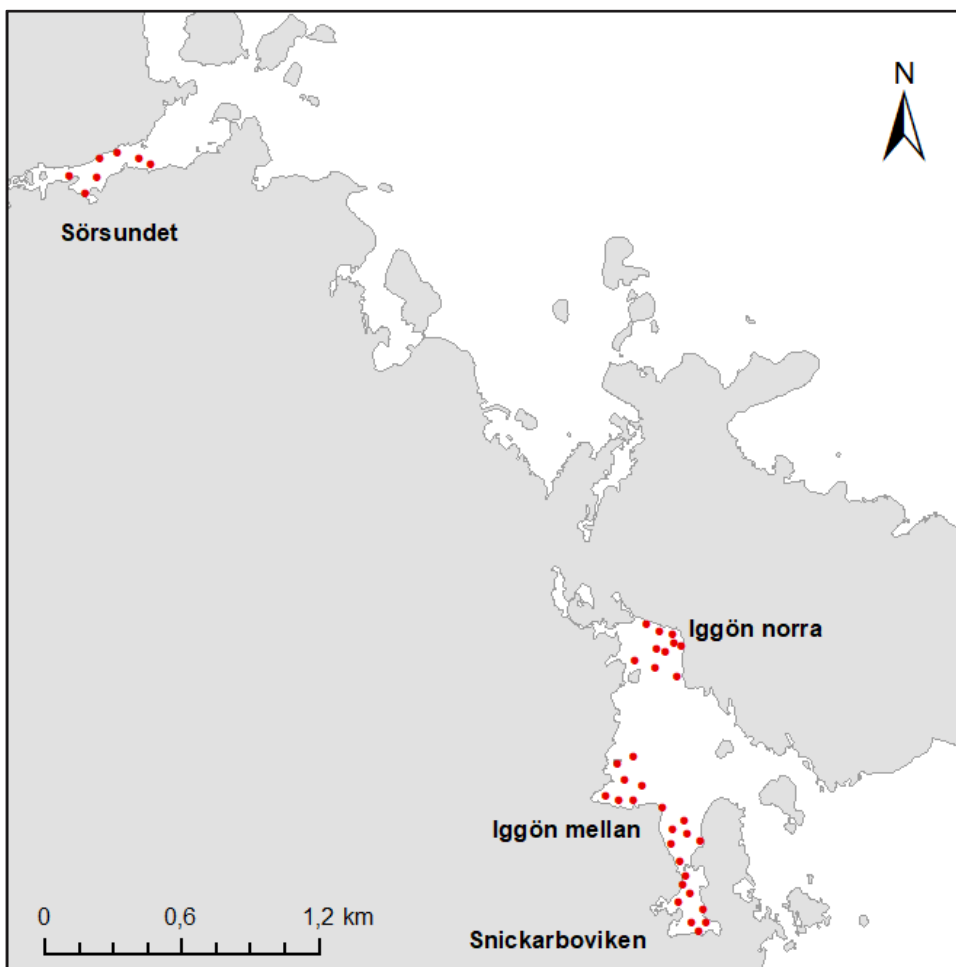 N
Sörsundet
Iggön norra
Iggön mellan
0 0,6 1,2 km
Snickarboviken